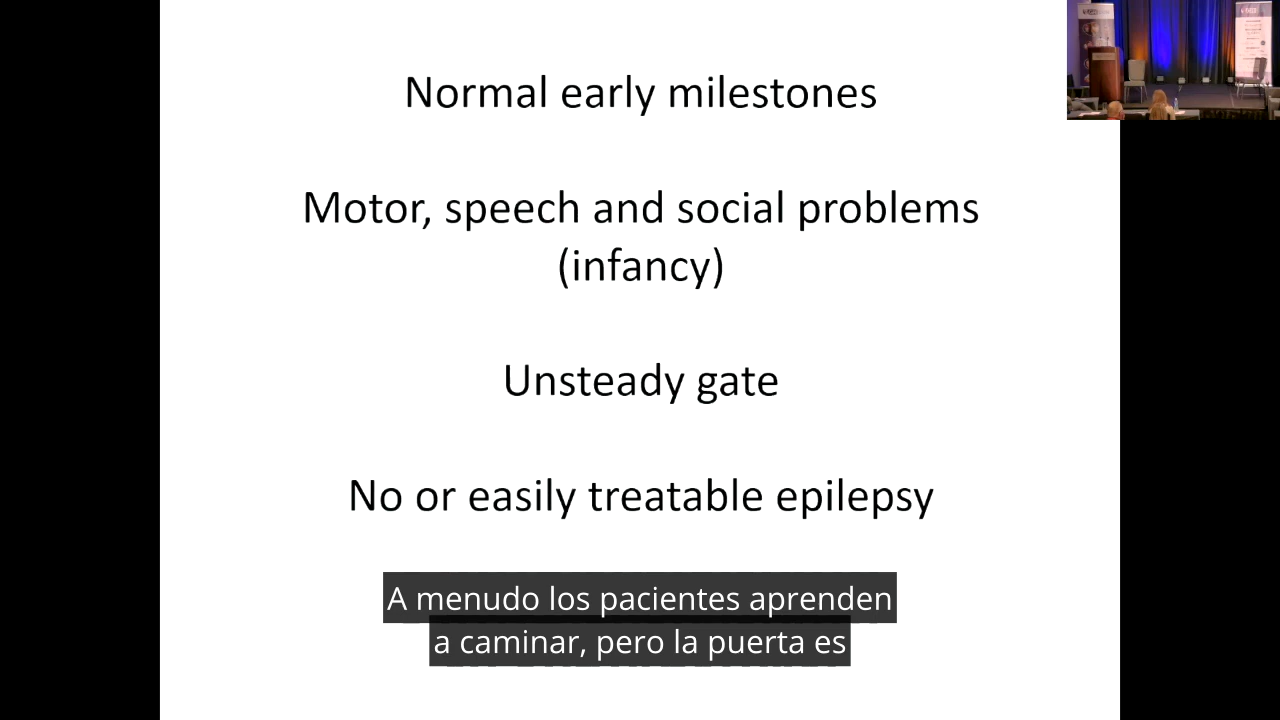 Normal early milestones
Motor, speech and social problems
(infancy)
Unsteady gate
No or easily treatable epilepsy
A menudo los pacientes aprenden
a caminar, pero la puerta es